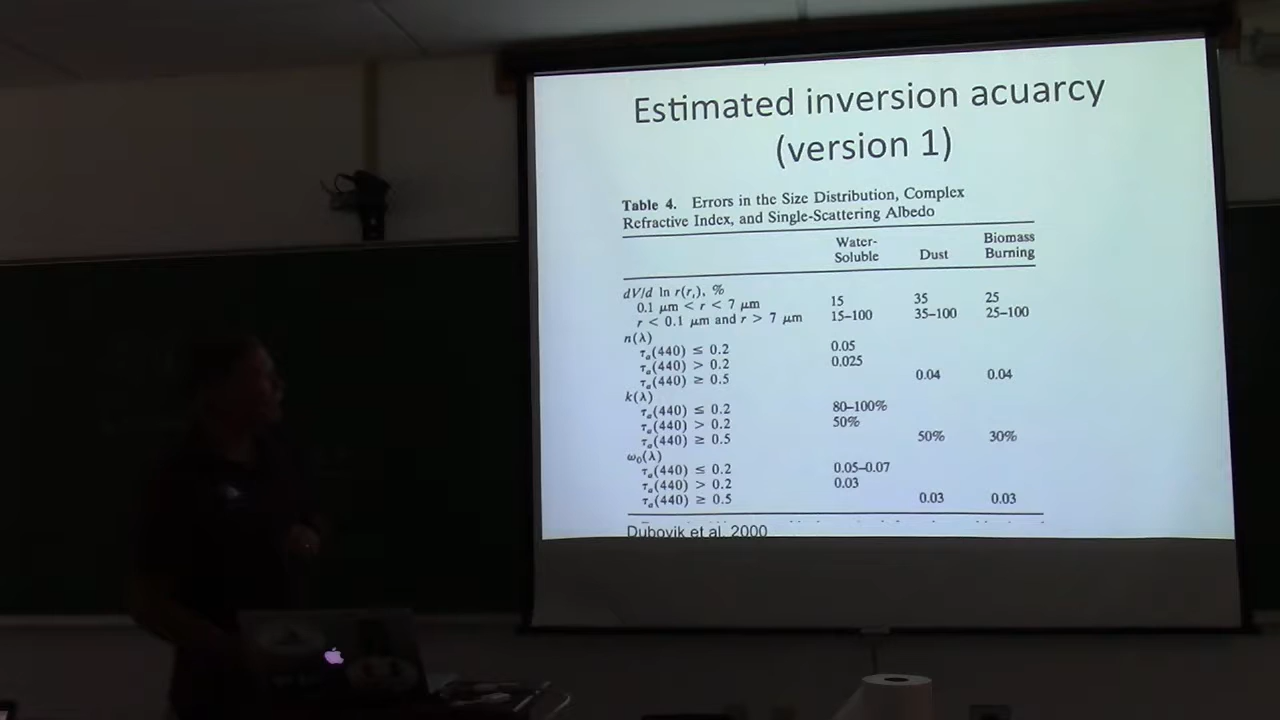 Estimated inversion acuarcy
(version 1)
Table 4. Errors in the Size Distribution, Complex
Refractive Index, and Single-Scattering Albedo
Water-Soluble Dust Biomass Burning
dV/d ln r(rᵢ), %
0.1 μm < r < 7 μm 15 35 25
r < 0.1 μm and r > 7 μm 15–100 35–100 25–100
n(λ)
τₐ(440) ≤ 0.2 0.05
τₐ(440) > 0.2 0.025
τₐ(440) ≥ 0.5 0.04 0.04
k(λ)
τₐ(440) ≤ 0.2 80–100%
τₐ(440) > 0.2 50%
τₐ(440) ≥ 0.5 50% 30%
ω₀(λ)
τₐ(440) ≤ 0.2 0.05–0.07
τₐ(440) > 0.2 0.03
τₐ(440) ≥ 0.5 0.03 0.03
Dubovik et al. 2000